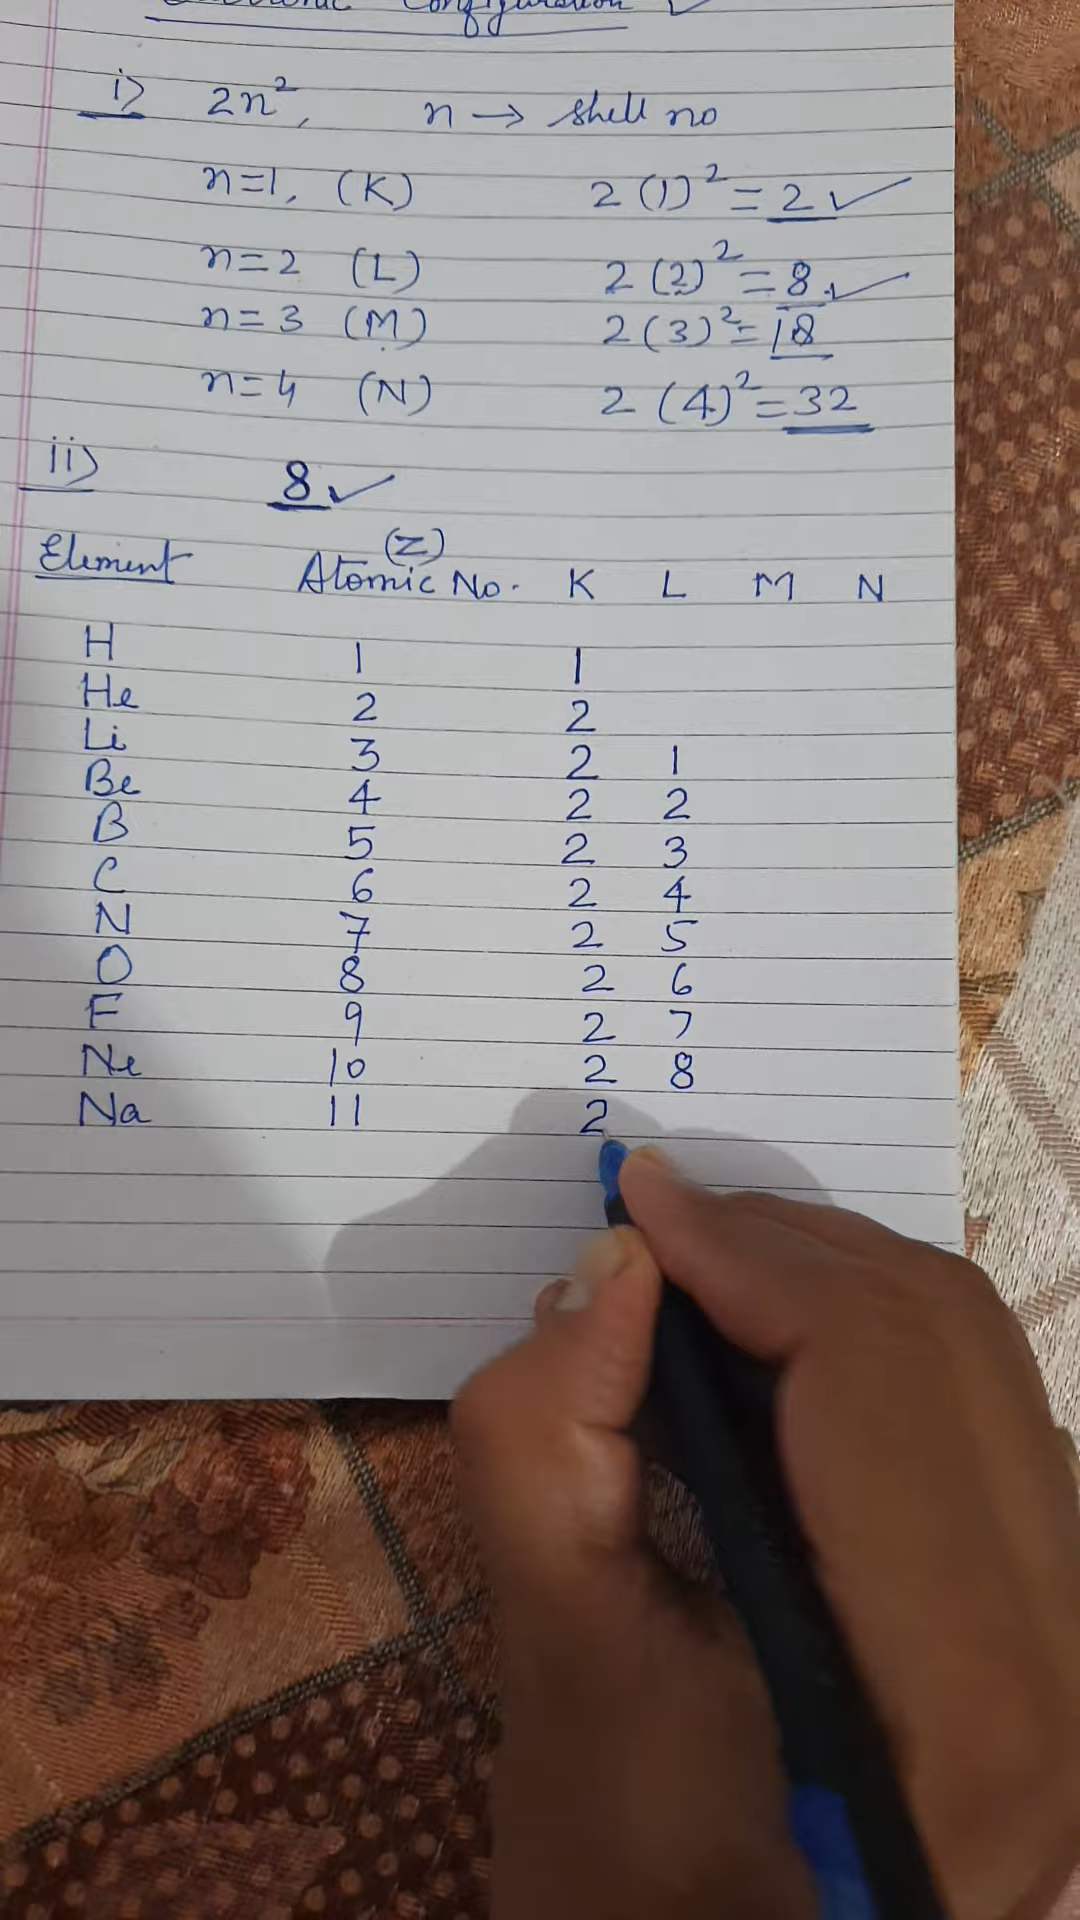 Configuration
i) 2n², n → shell no
n=1, (K) 2 (1)² = 2 ✓
n=2 (L) 2 (2)² = 8 ✓
n=3 (M) 2 (3)² = 18
n=4 (N) 2 (4)² = 32
ii) 8 ✓
Element Atomic No. (Z) K L M N
H 1 1
He 2 2
Li 3 2 1
Be 4 2 2
B 5 2 3
C 6 2 4
N 7 2 5
O 8 2 6
F 9 2 7
Ne 10 2 8
Na 11 2